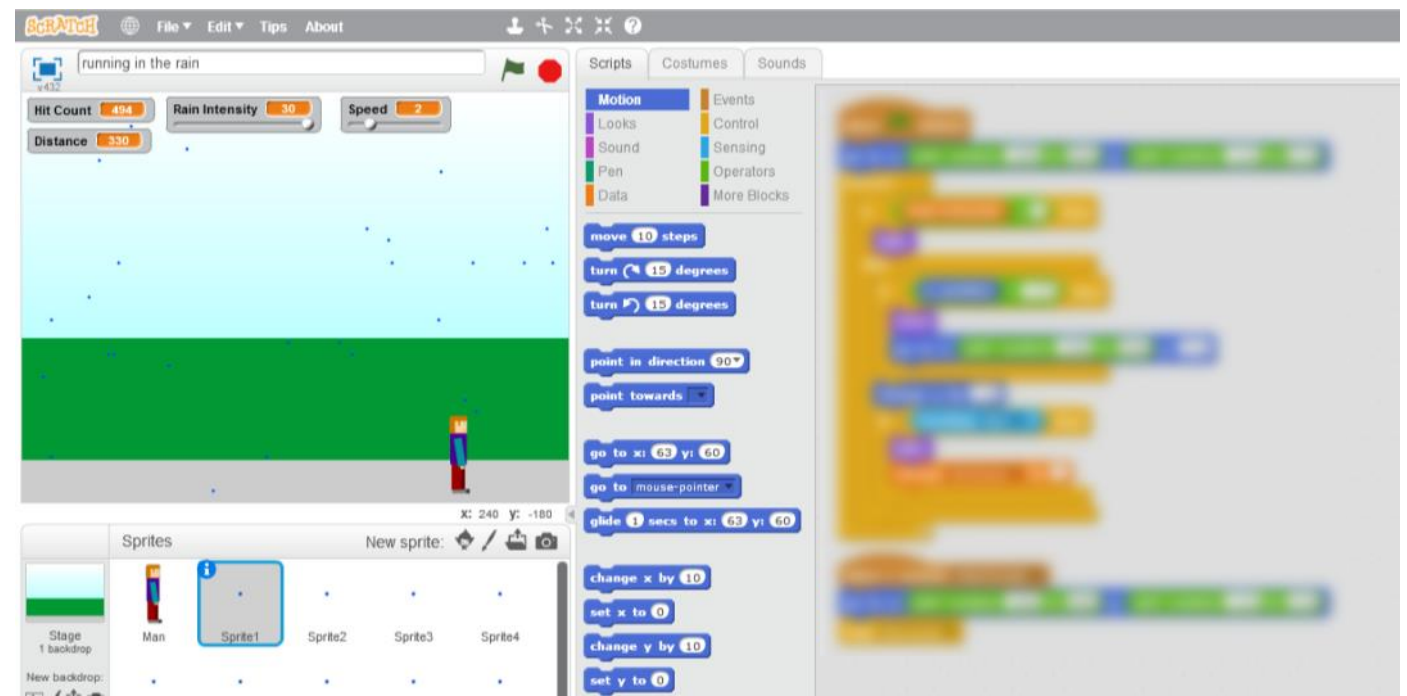 SCRATCH File Edit Tips About
running in the rain
v432
Hit Count 494 Rain Intensity 30 Speed 2
Distance 330
x: 240 y: -180
Sprites New sprite:
Stage
1 backdrop
Man Sprite1 Sprite2 Sprite3 Sprite4
New backdrop:
Scripts Costumes Sounds
Motion Events
Looks Control
Sound Sensing
Pen Operators
Data More Blocks
move 10 steps
turn 15 degrees
turn 15 degrees
point in direction 90
point towards
go to x: 63 y: 60
go to mouse-pointer
glide 1 secs to x: 63 y: 60
change x by 10
set x to 0
change y by 10
set y to 0